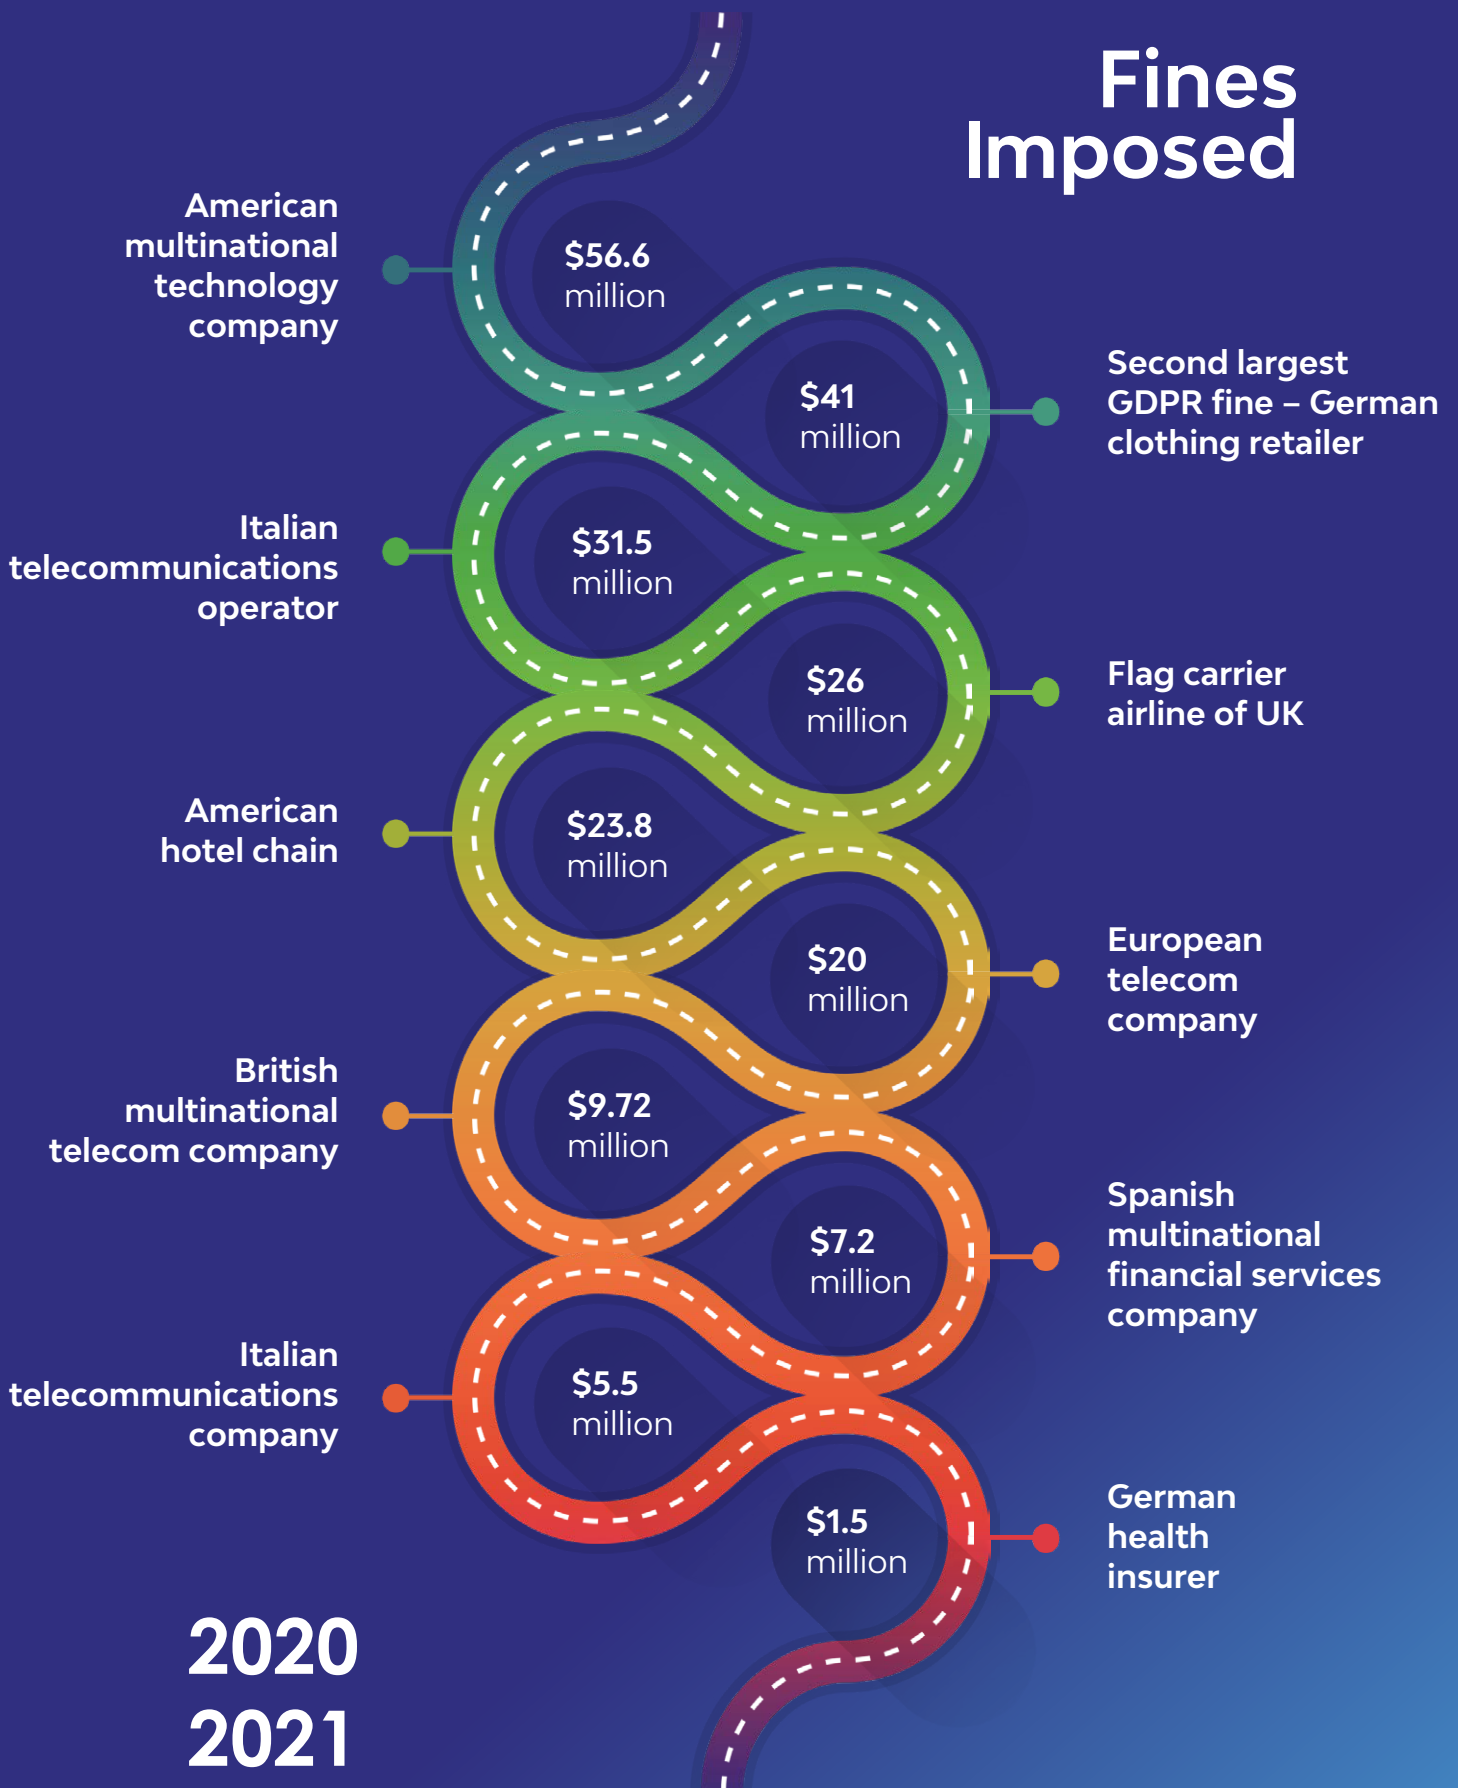 Fines
Imposed
American
multinational
technology
company
$56.6
million
$41
million
Second largest
GDPR fine – German
clothing retailer
Italian
telecommunications
operator
$31.5
million
$26
million
Flag carrier
airline of UK
American
hotel chain
$23.8
million
$20
million
European
telecom
company
British
multinational
telecom company
$9.72
million
$7.2
million
Spanish
multinational
financial services
company
Italian
telecommunications
company
$5.5
million
$1.5
million
German
health
insurer
2020
2021